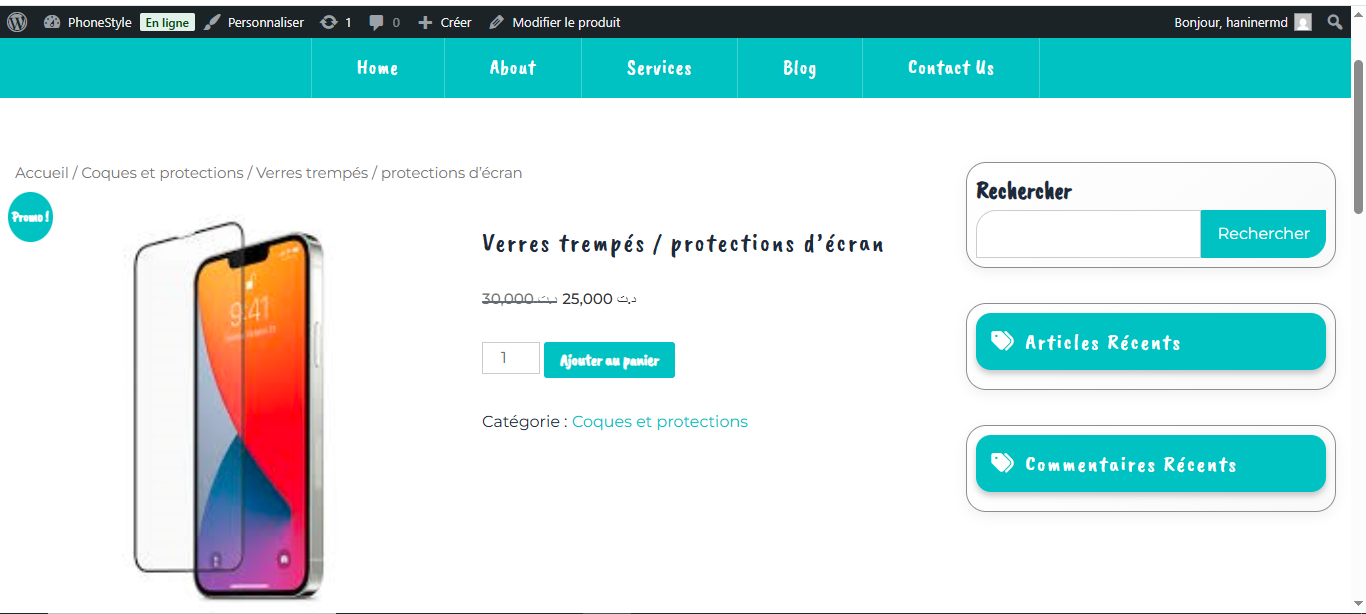 PhoneStyle En ligne Personnaliser 1 0 Créer Modifier le produit Bonjour, haninermd
Home About Services Blog Contact Us
Accueil / Coques et protections / Verres trempés / protections d'écran
Promo !
9:41
Verres trempés / protections d'écran
30,000 د.ت 25,000 د.ت
1 Ajouter au panier
Catégorie : Coques et protections
Rechercher
Rechercher
Articles Récents
Commentaires Récents